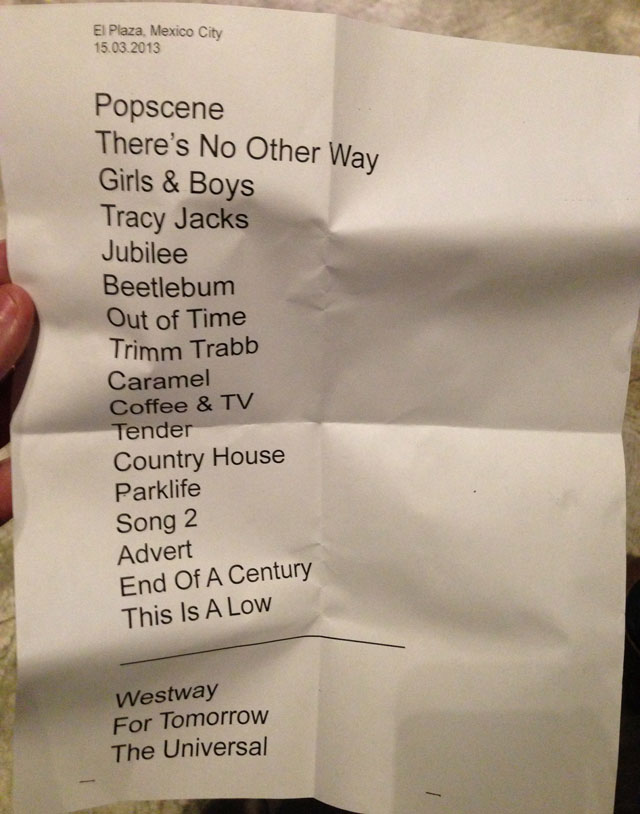 El Plaza, Mexico City
15.03.2013
Popscene
There's No Other Way
Girls & Boys
Tracy Jacks
Jubilee
Beetlebum
Out of Time
Trimm Trabb
Caramel
Coffee & TV
Tender
Country House
Parklife
Song 2
Advert
End Of A Century
This Is A Low
Westway
For Tomorrow
The Universal